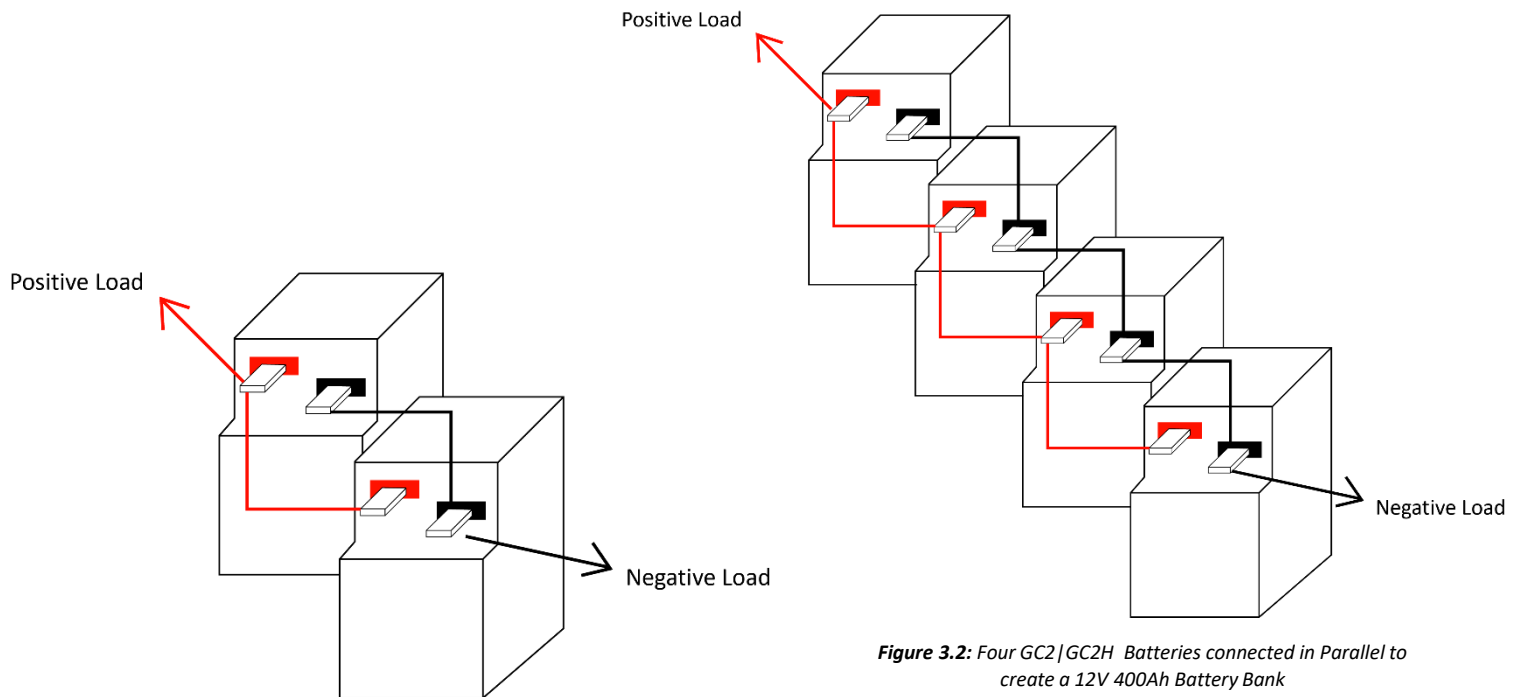 Positive Load
Positive Load
Negative Load
Negative Load
Figure 3.2: Four GC2|GC2H Batteries connected in Parallel to
create a 12V 400Ah Battery Bank